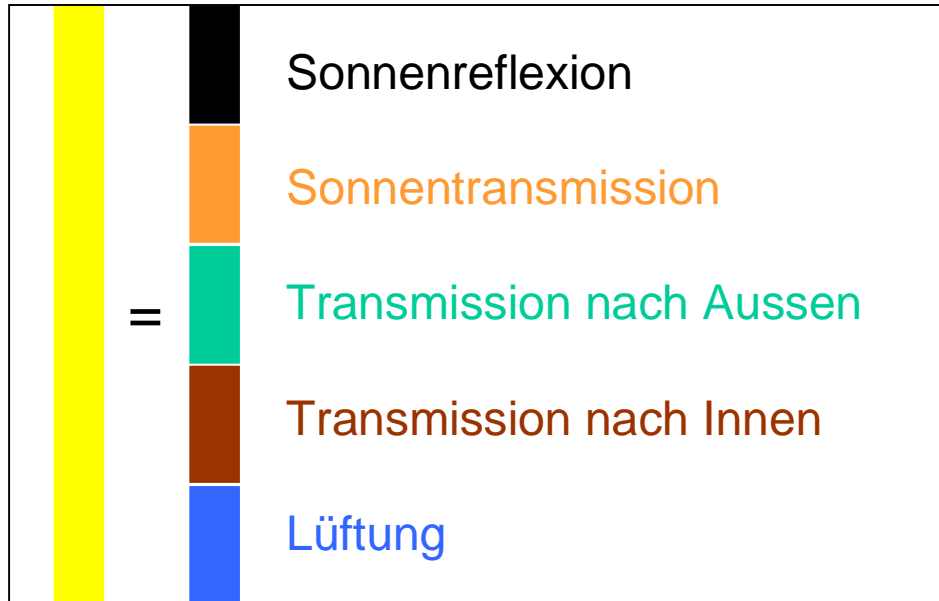 Sonnenreflexion
Sonnentransmission
=
Transmission nach Aussen
Transmission nach Innen
Lüftung